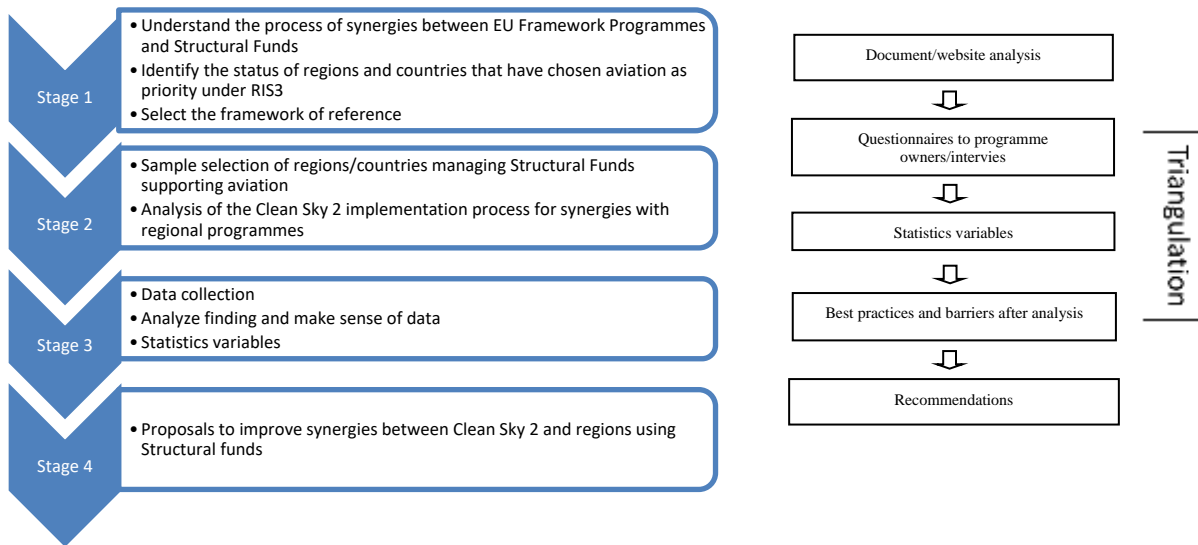 Stage 1
• Understand the process of synergies between EU Framework Programmes
and Structural Funds
• Identify the status of regions and countries that have chosen aviation as
priority under RIS3
• Select the framework of reference
Stage 2
• Sample selection of regions/countries managing Structural Funds
supporting aviation
• Analysis of the Clean Sky 2 implementation process for synergies with
regional programmes
Stage 3
• Data collection
• Analyze finding and make sense of data
• Statistics variables
Stage 4
• Proposals to improve synergies between Clean Sky 2 and regions using
Structural funds
Document/website analysis
Questionnaires to programme
owners/intervies
Statistics variables
Best practices and barriers after analysis
Recommendations
Triangulation